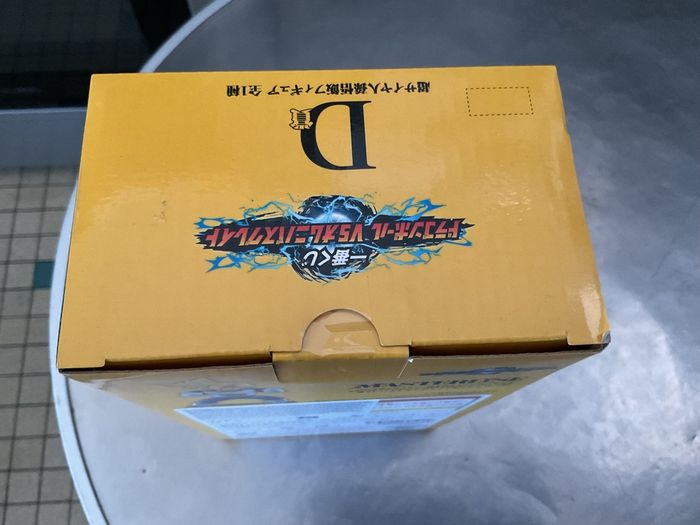 一番くじ
ドラゴンボール VSオムニバスグレイト
D賞
超サイヤ人孫悟飯フィギュア 全1種